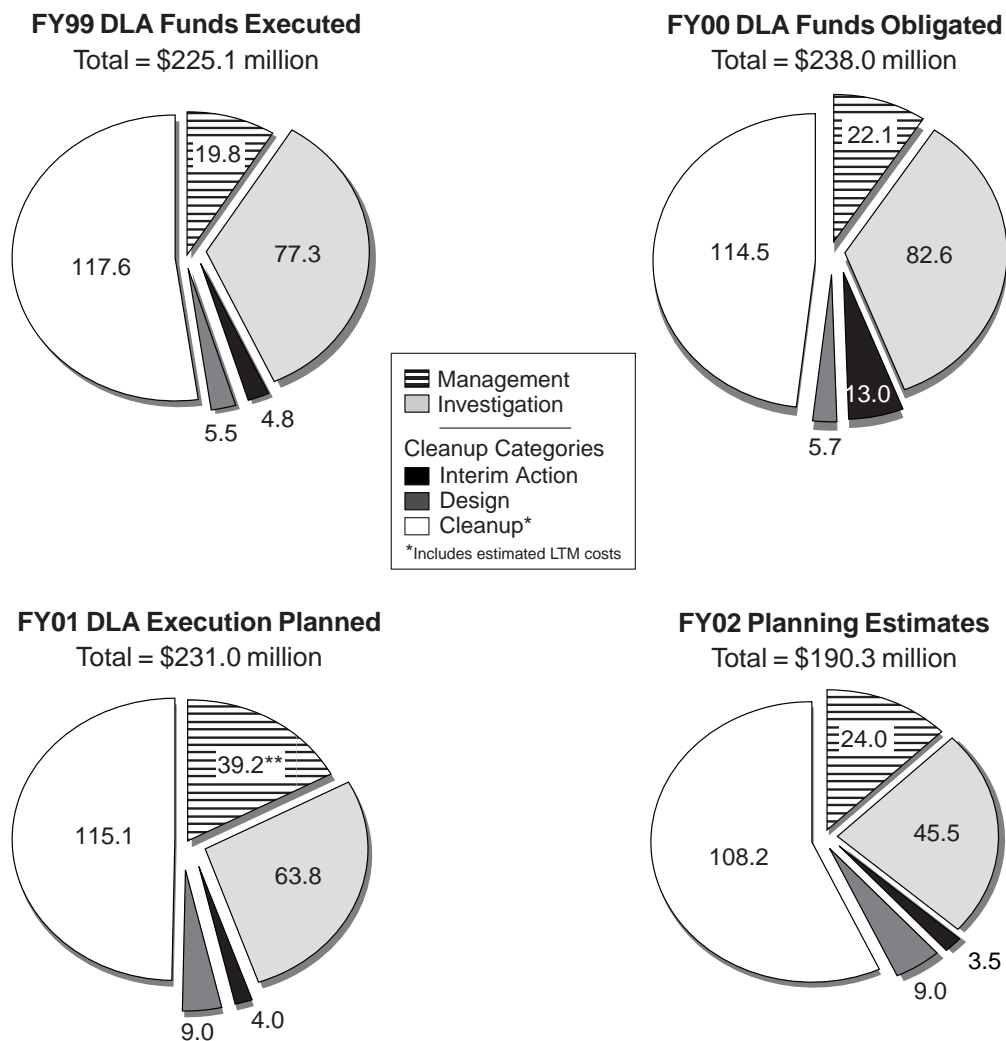 FY99 DLA Funds Executed
Total = $225.1 million
19.8
77.3
117.6
4.8
5.5
FY00 DLA Funds Obligated
Total = $238.0 million
22.1
82.6
114.5
13.0
5.7
Management
Investigation
Cleanup Categories
Interim Action
Design
Cleanup*
*Includes estimated LTM costs
FY01 DLA Execution Planned
Total = $231.0 million
39.2**
115.1
63.8
9.0
4.0
FY02 Planning Estimates
Total = $190.3 million
24.0
45.5
108.2
3.5
9.0